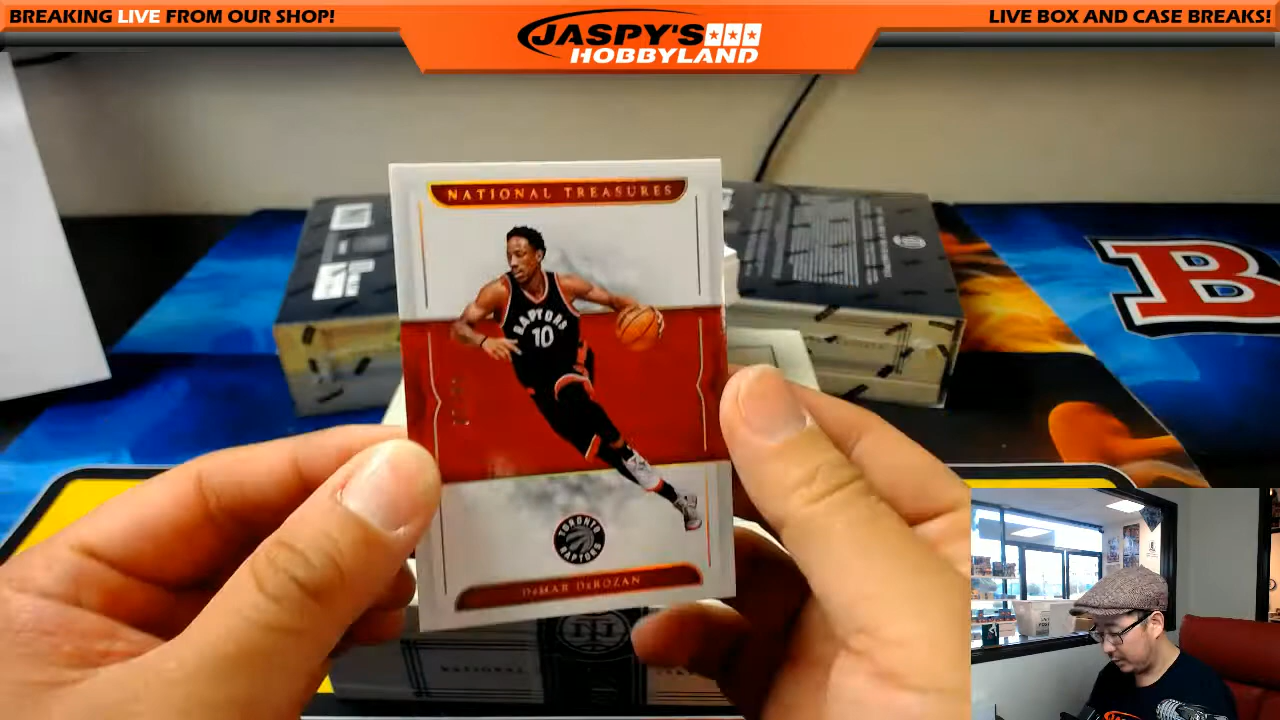 BREAKING LIVE FROM OUR SHOP!
JASPY'S
HOBBYLAND
LIVE BOX AND CASE BREAKS!
NATIONAL TREASURES
RAPTORS
10
TORONTO
RAPTORS
DeMAR DeROZAN
B
NATIONAL